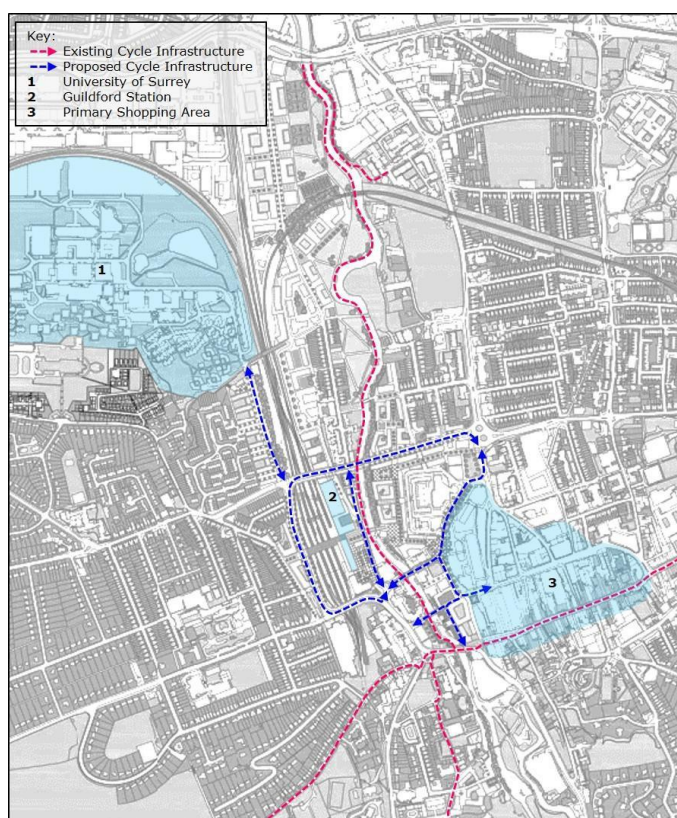 Key:
Existing Cycle Infrastructure
Proposed Cycle Infrastructure
1 University of Surrey
2 Guildford Station
3 Primary Shopping Area
1
2
3